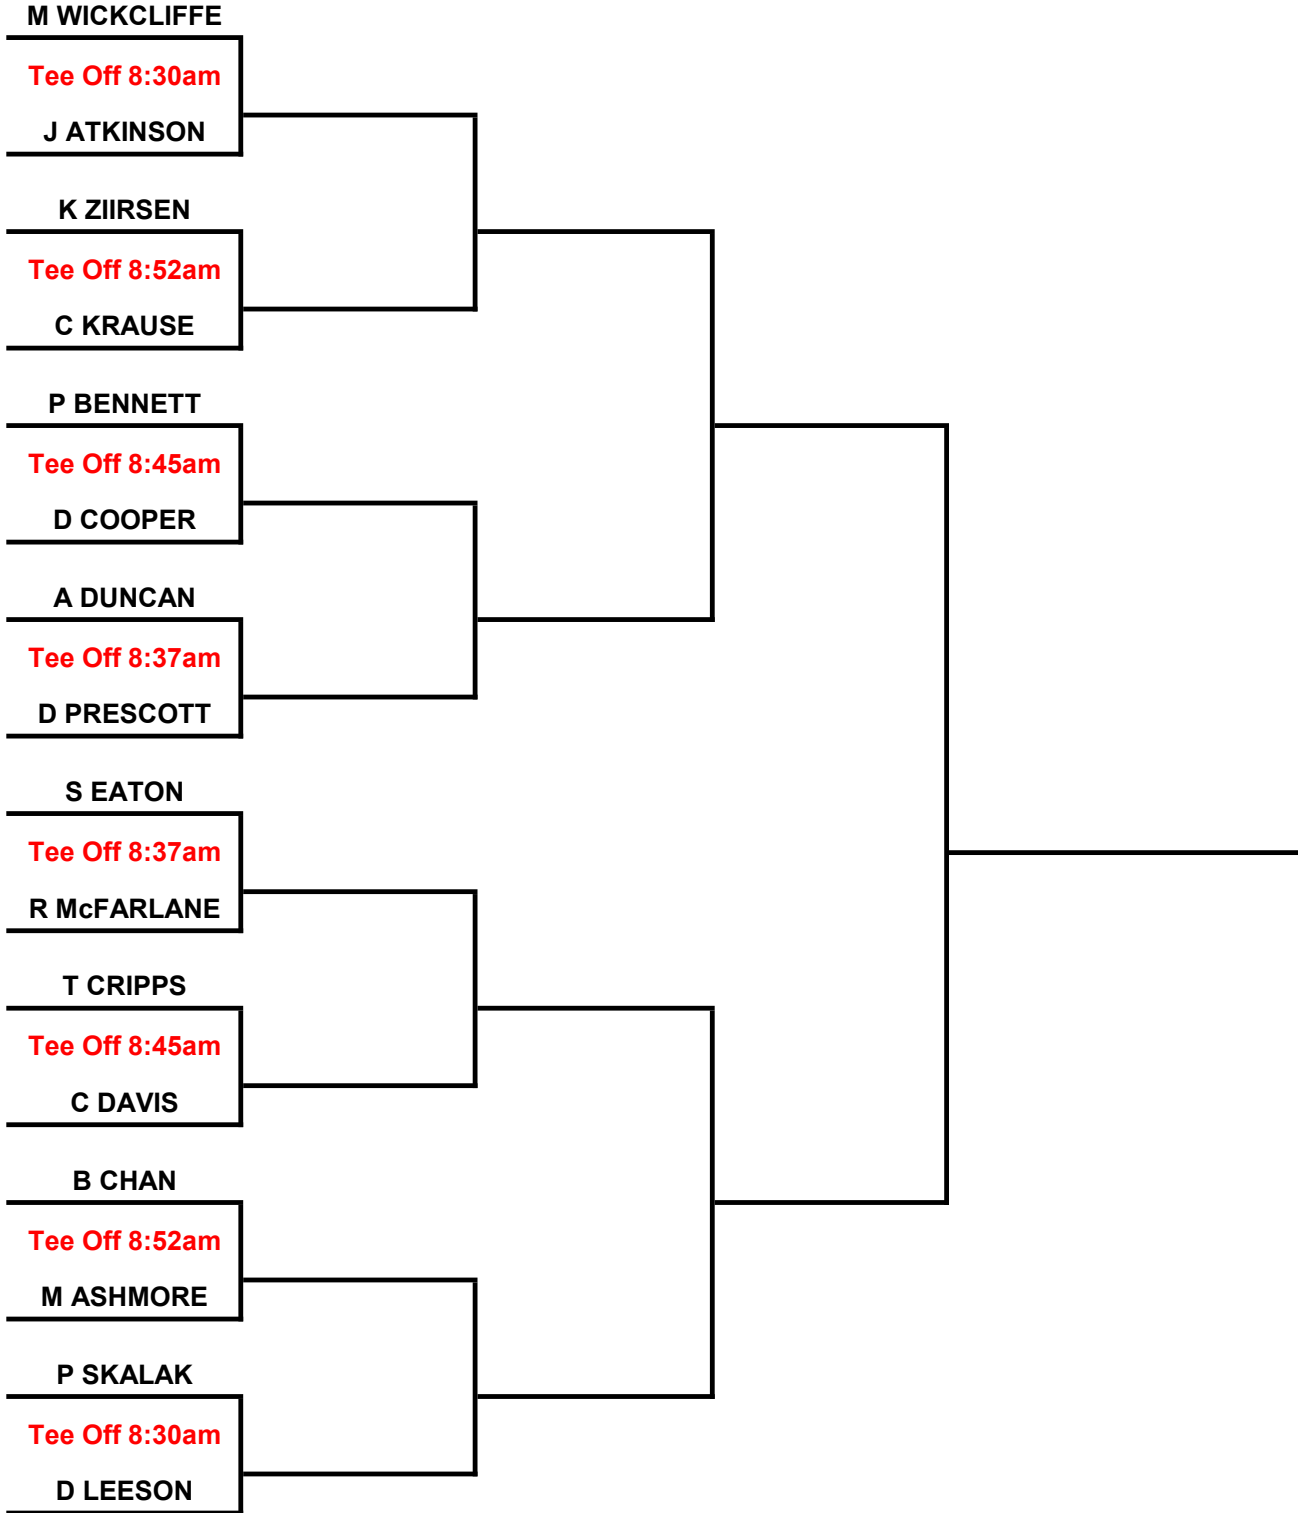 M WICKCLIFFE
Tee Off 8:30am
J ATKINSON
K ZIIRSEN
Tee Off 8:52am
C KRAUSE
P BENNETT
Tee Off 8:45am
D COOPER
A DUNCAN
Tee Off 8:37am
D PRESCOTT
S EATON
Tee Off 8:37am
R McFARLANE
T CRIPPS
Tee Off 8:45am
C DAVIS
B CHAN
Tee Off 8:52am
M ASHMORE
P SKALAK
Tee Off 8:30am
D LEESON